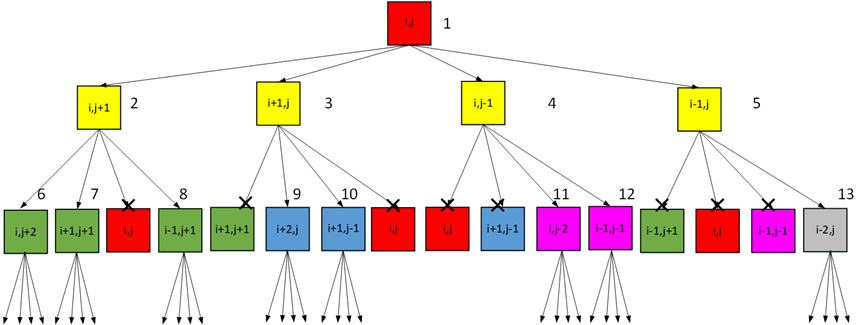 i,j 1
i,j+1 2 i+1,j 3 i,j-1 4 i-1,j 5
6 7 8 9 10 11 12 13
i,j+2 i+1,j+1 i,j i-1,j+1 i+1,j+1 i+2,j i+1,j-1 i,j i,j i+1,j-1 i,j-2 i-1,j-1 i-1,j+1 i,j i-1,j-1 i-2,j